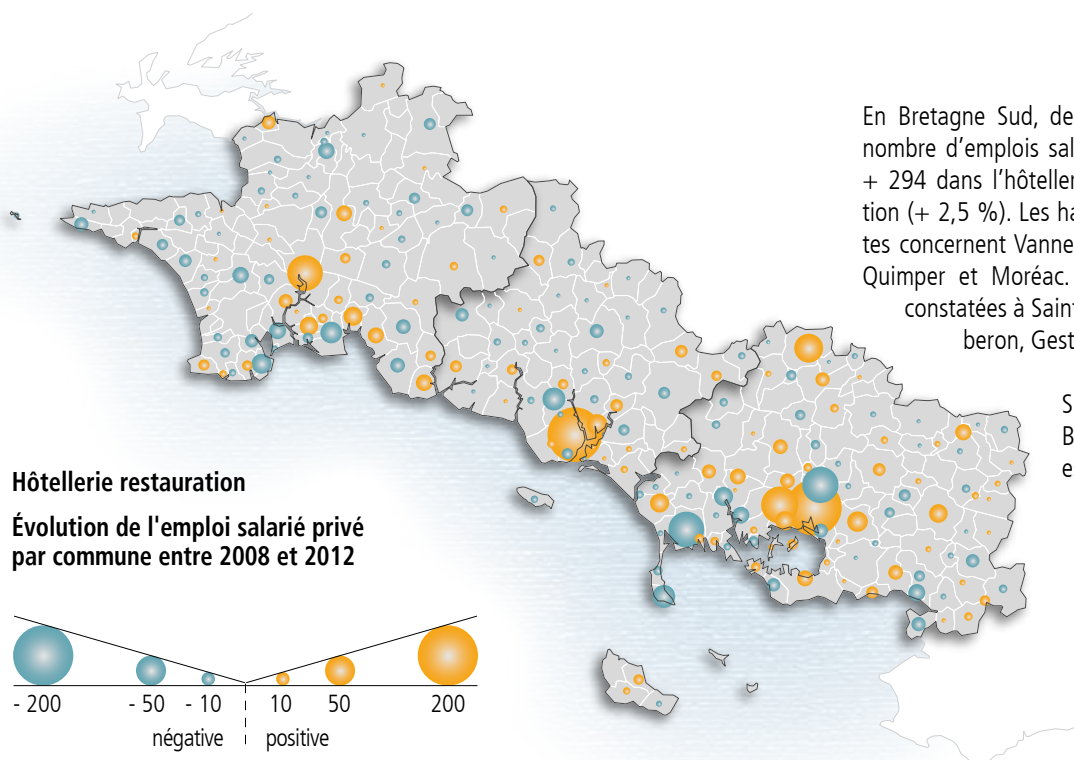 En Bretagne Sud, de
nombre d'emplois sal
+ 294 dans l'hôteller
tion (+ 2,5 %). Les ha
tes concernent Vanne
Quimper et Moréac.
constatées à Saint
beron, Gest
S
B
e
Hôtellerie restauration
Évolution de l'emploi salarié privé
par commune entre 2008 et 2012
- 200 - 50 - 10 10 50 200
négative positive